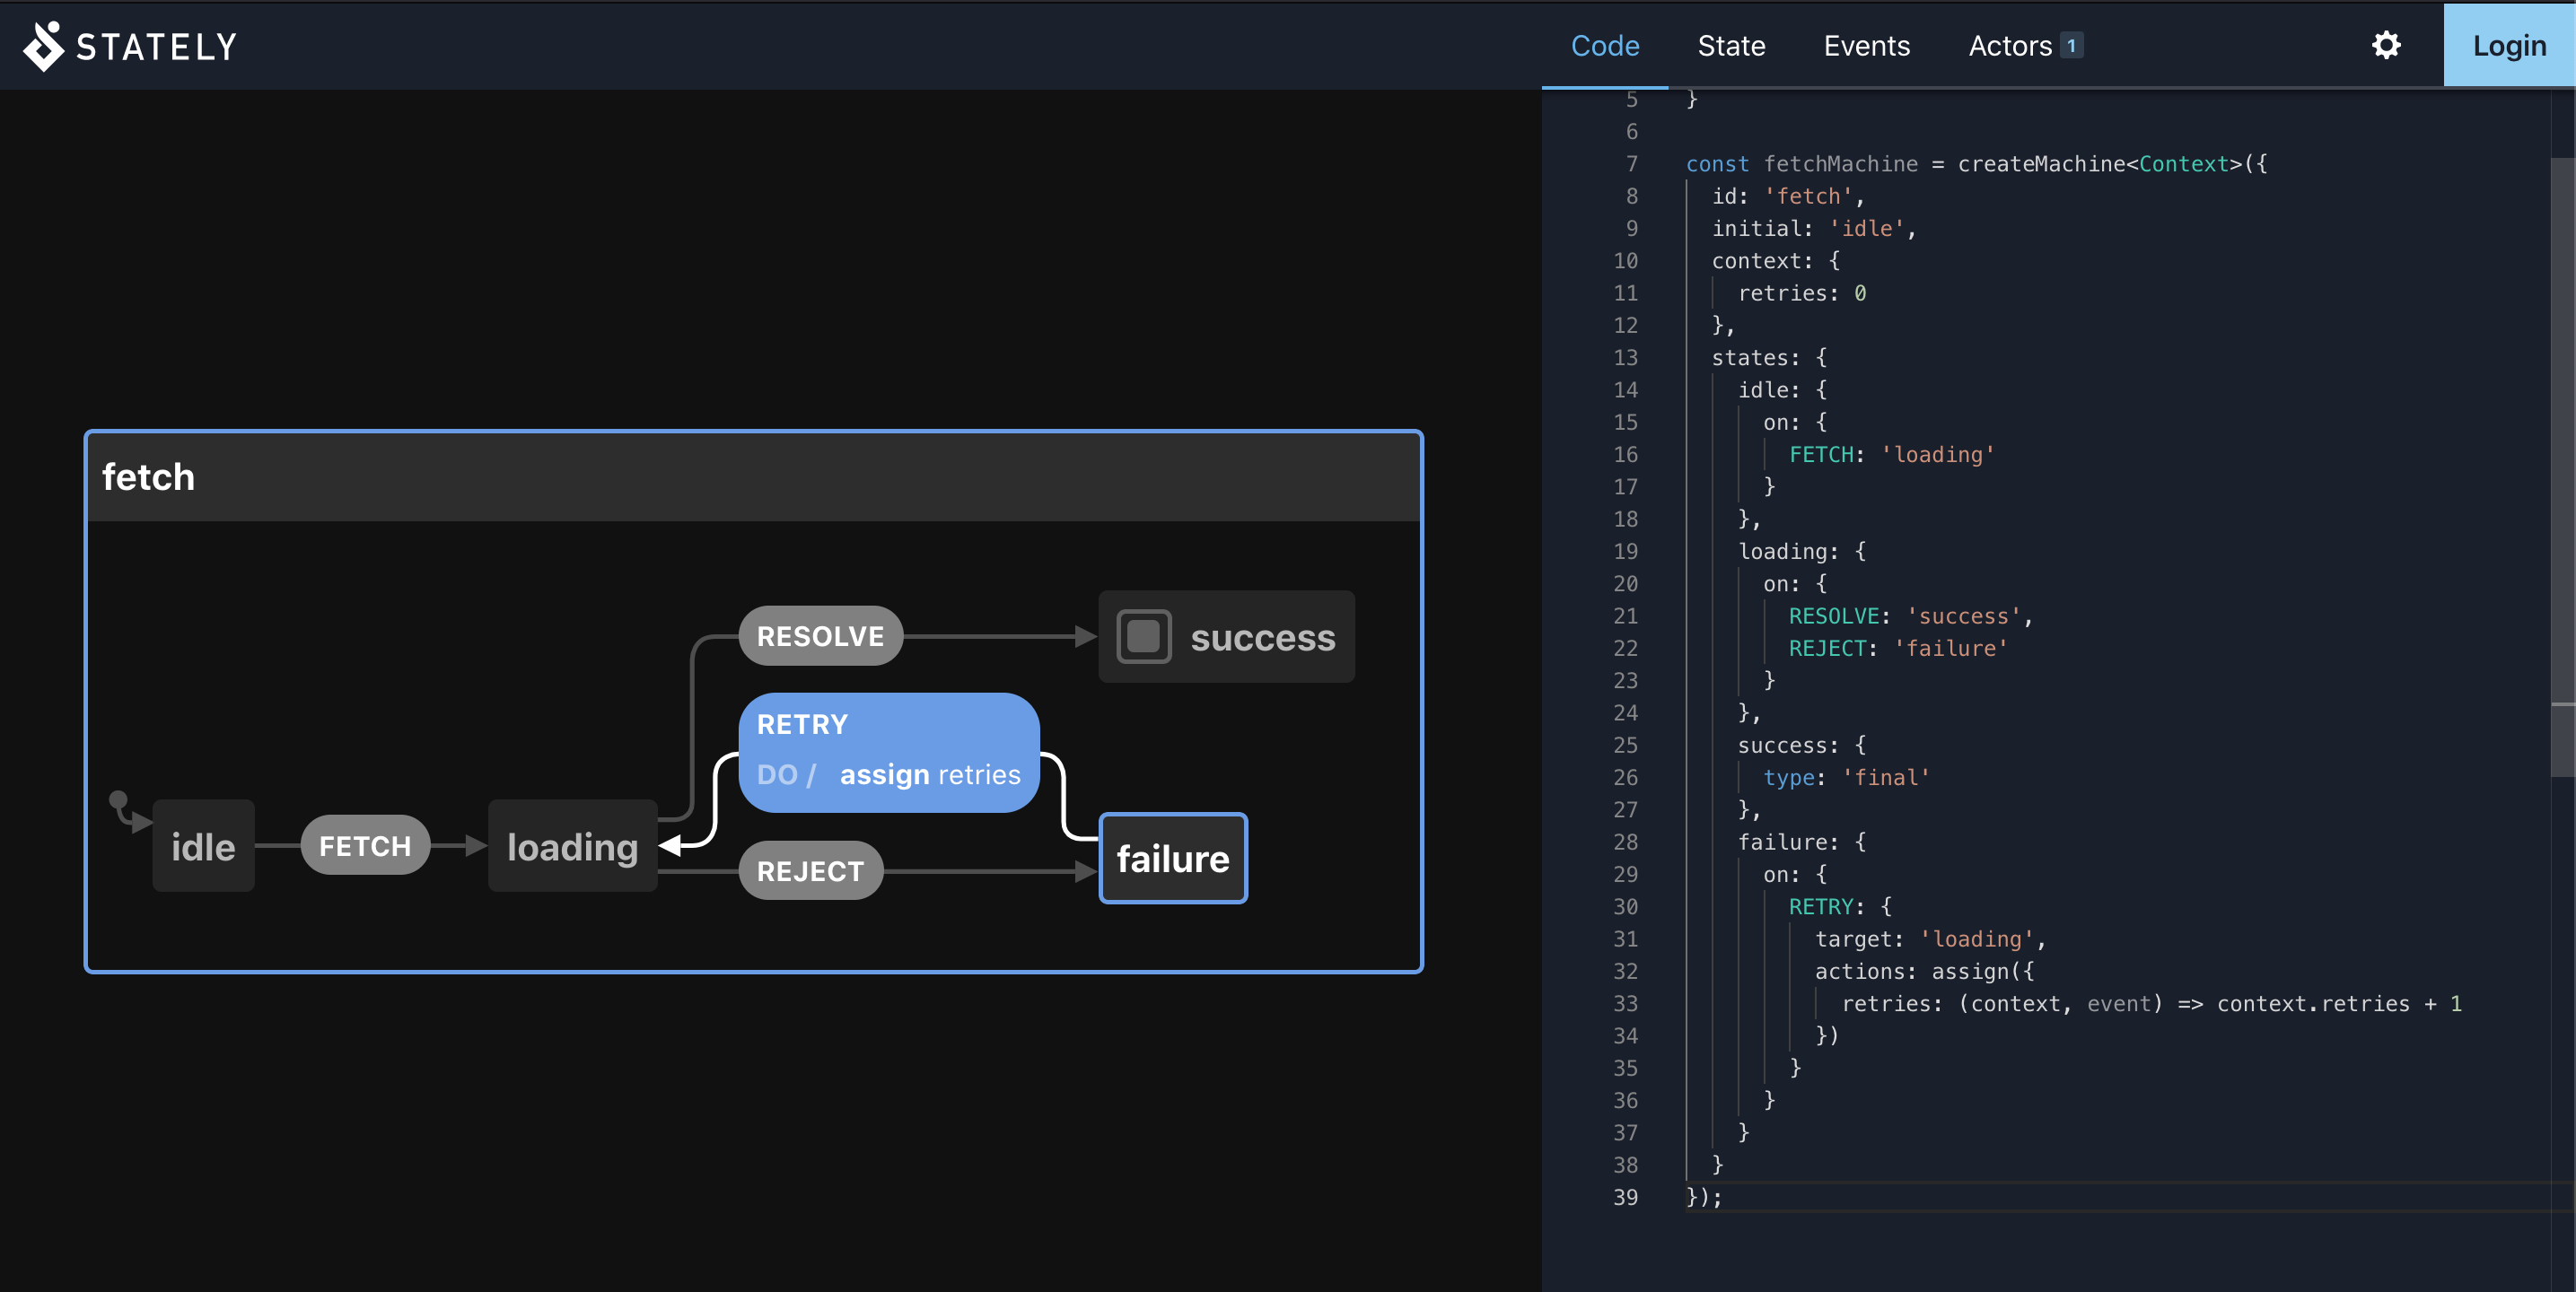 STATELY
Code State Events Actors 1 Login
fetch
RESOLVE
success
RETRY
DO / assign retries
idle
FETCH
loading
REJECT
failure
5 }
6
7 const fetchMachine = createMachine<Context>({
8 id: 'fetch',
9 initial: 'idle',
10 context: {
11 retries: 0
12 },
13 states: {
14 idle: {
15 on: {
16 FETCH: 'loading'
17 }
18 },
19 loading: {
20 on: {
21 RESOLVE: 'success',
22 REJECT: 'failure'
23 }
24 },
25 success: {
26 type: 'final'
27 },
28 failure: {
29 on: {
30 RETRY: {
31 target: 'loading',
32 actions: assign({
33 retries: (context, event) => context.retries + 1
34 })
35 }
36 }
37 }
38 }
39 });